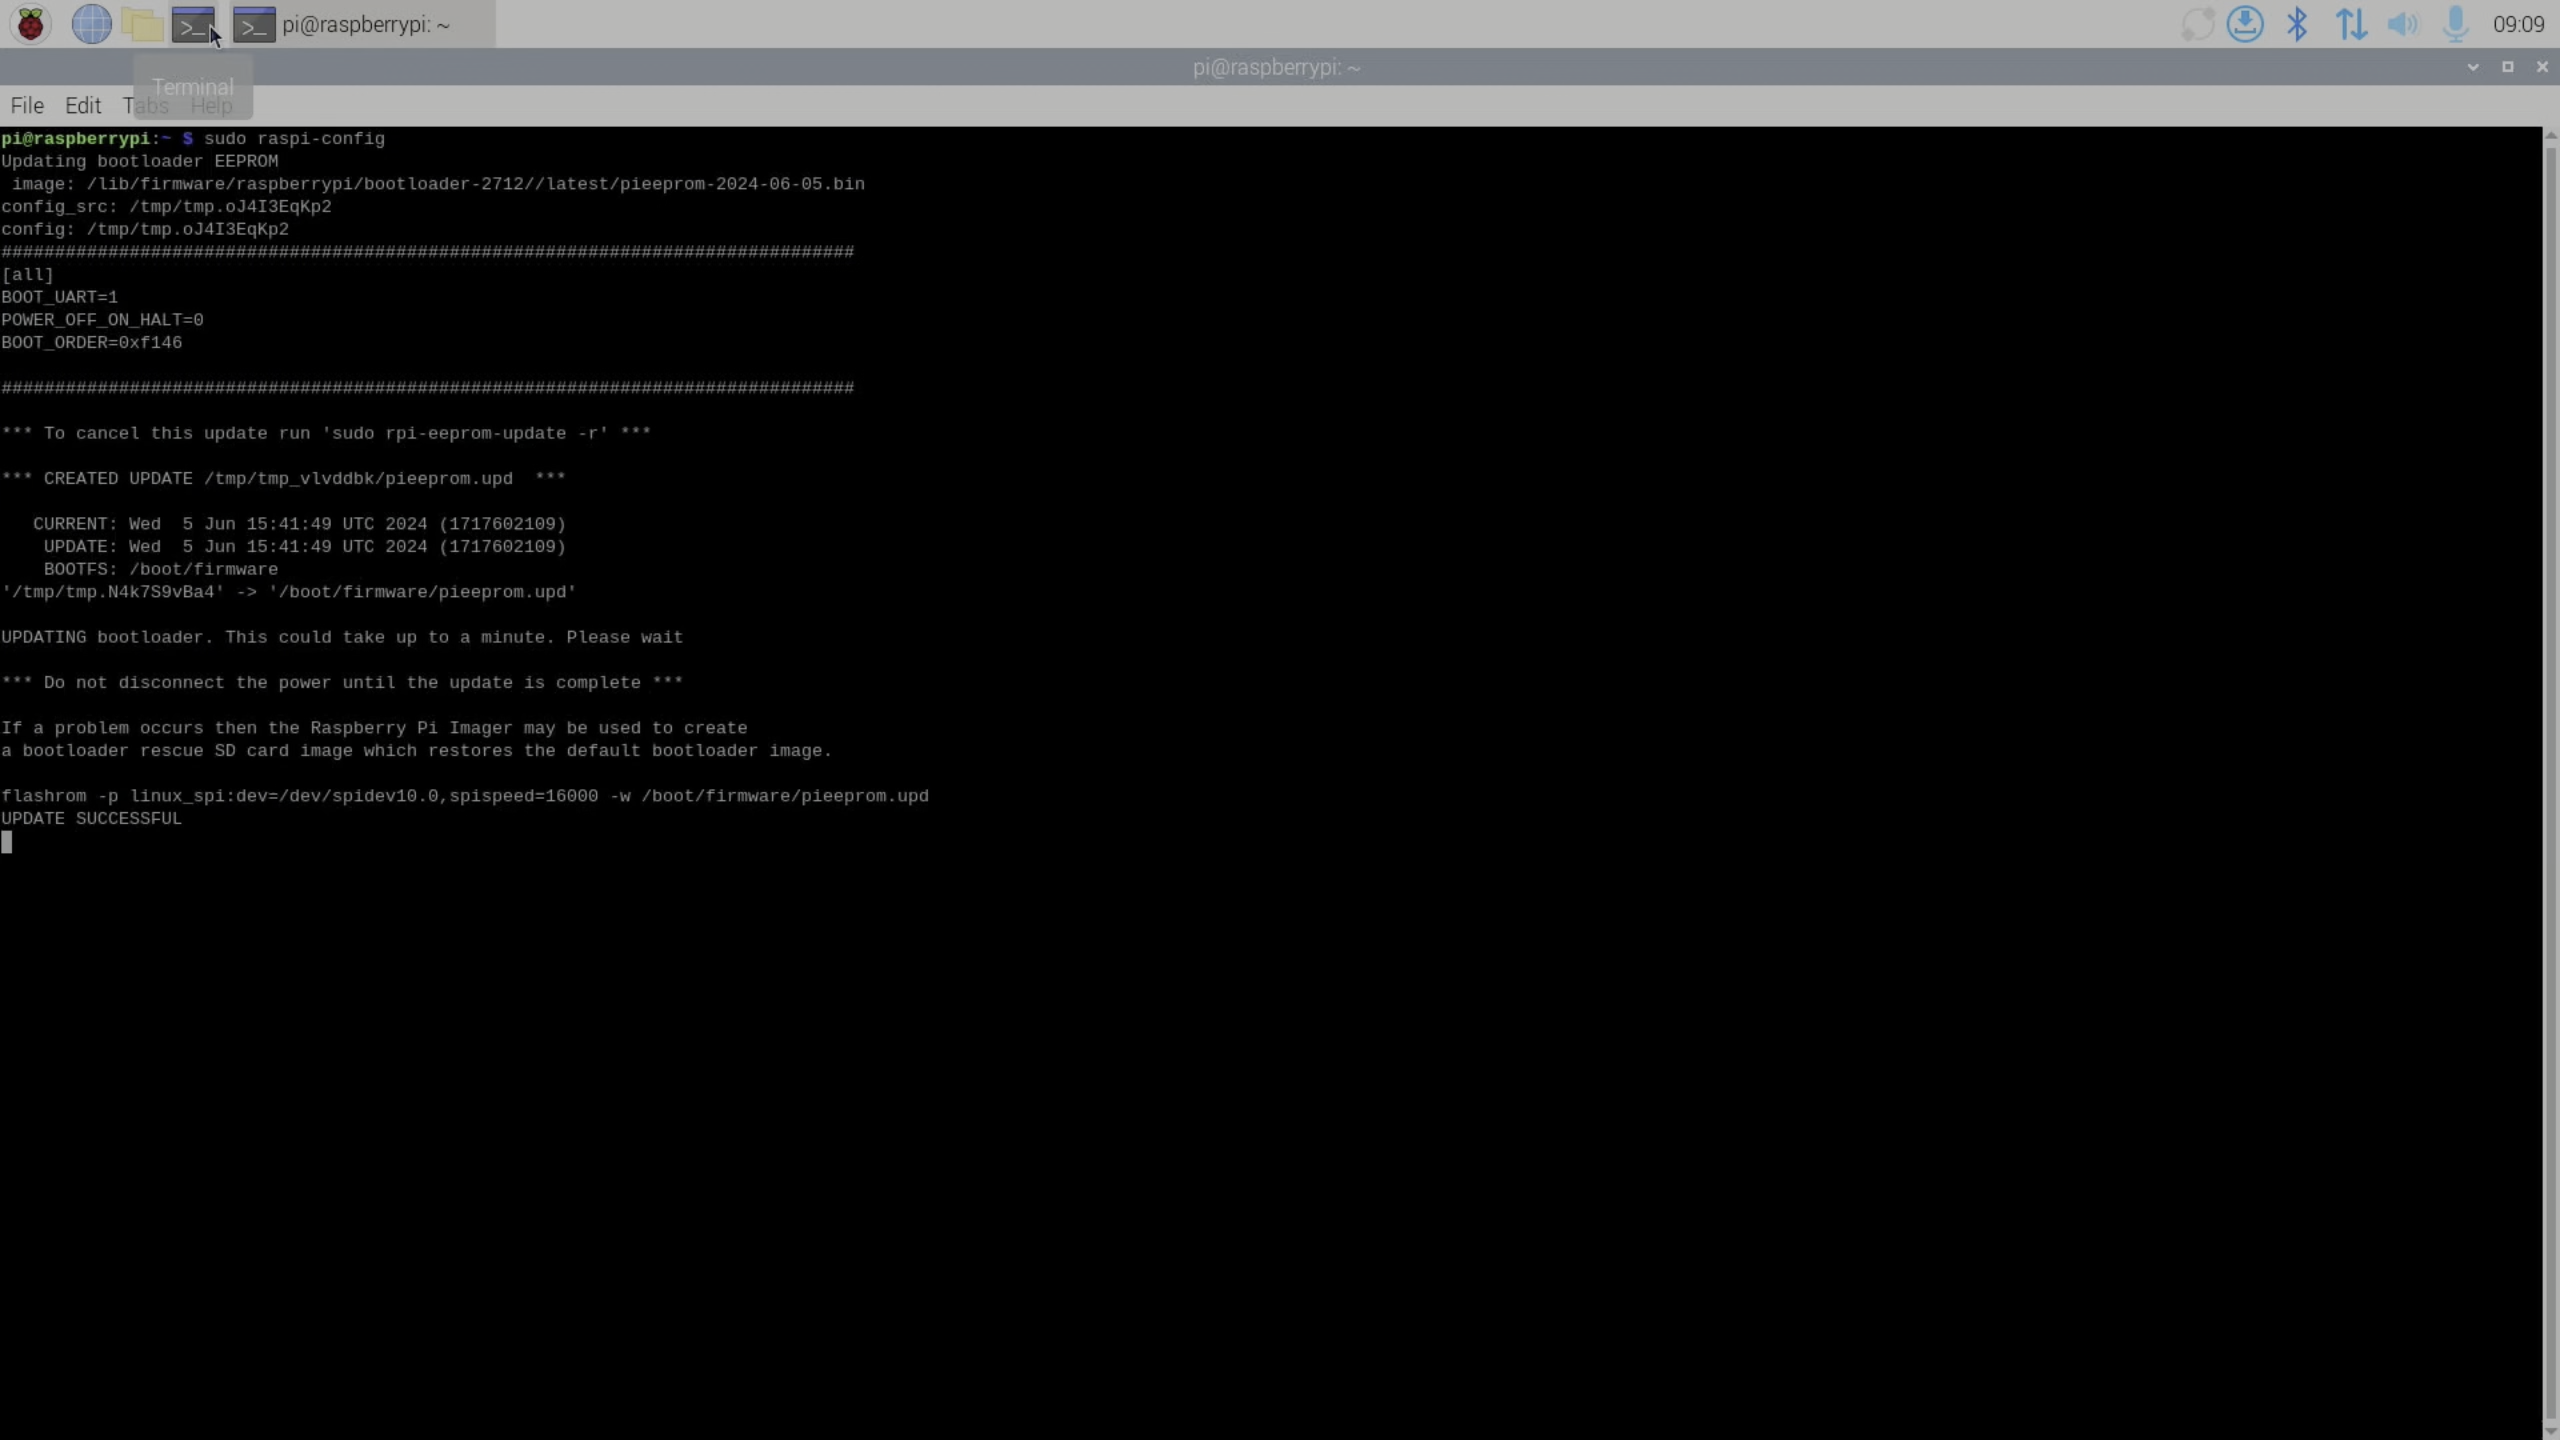 >_ >_ pi@raspberrypi: ~ 09:09
pi@raspberrypi: ~
Terminal
File Edit Tabs Help
pi@raspberrypi:~ $ sudo raspi-config
Updating bootloader EEPROM
 image: /lib/firmware/raspberrypi/bootloader-2712//latest/pieeprom-2024-06-05.bin
config_src: /tmp/tmp.oJ4I3EqKp2
config: /tmp/tmp.oJ4I3EqKp2
################################################################################
[all]
BOOT_UART=1
POWER_OFF_ON_HALT=0
BOOT_ORDER=0xf146
################################################################################
*** To cancel this update run 'sudo rpi-eeprom-update -r' ***
*** CREATED UPDATE /tmp/tmp_vlvddbk/pieeprom.upd  ***
   CURRENT: Wed  5 Jun 15:41:49 UTC 2024 (1717602109)
    UPDATE: Wed  5 Jun 15:41:49 UTC 2024 (1717602109)
    BOOTFS: /boot/firmware
'/tmp/tmp.N4k7S9vBa4' -> '/boot/firmware/pieeprom.upd'
UPDATING bootloader. This could take up to a minute. Please wait
*** Do not disconnect the power until the update is complete ***
If a problem occurs then the Raspberry Pi Imager may be used to create
a bootloader rescue SD card image which restores the default bootloader image.
flashrom -p linux_spi:dev=/dev/spidev10.0,spispeed=16000 -w /boot/firmware/pieeprom.upd
UPDATE SUCCESSFUL